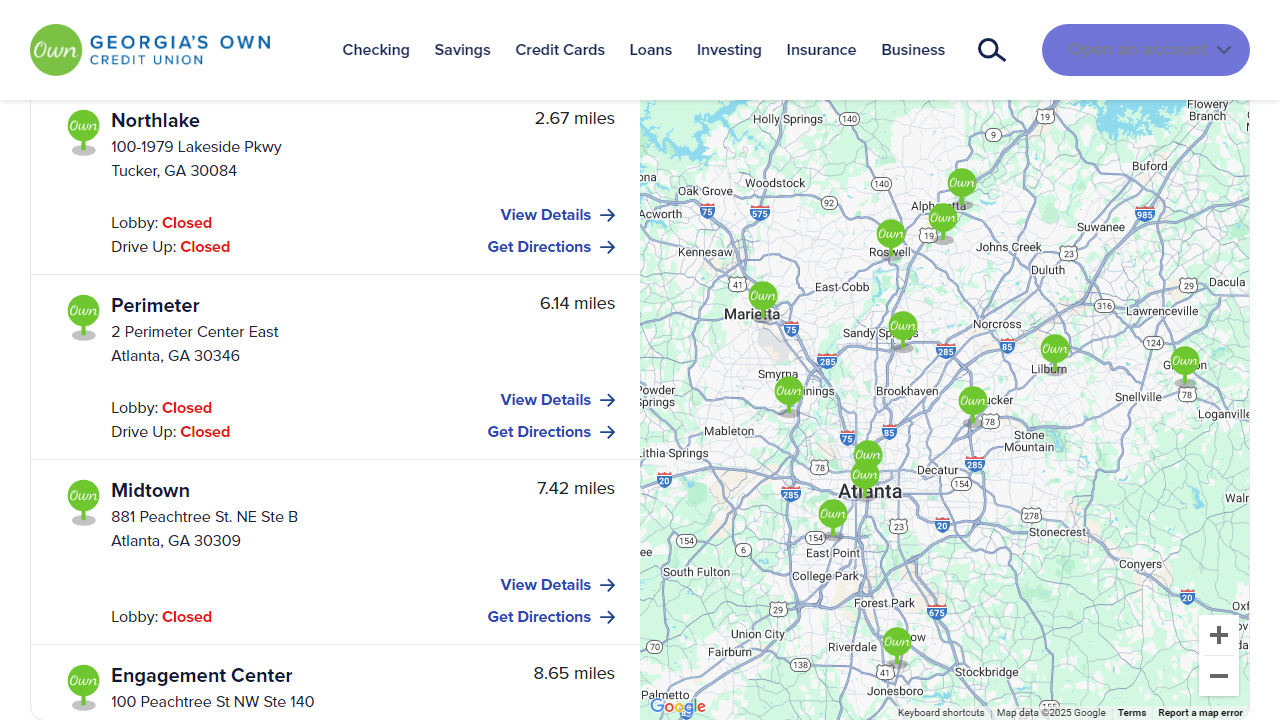 Own
GEORGIA'S OWN
CREDIT UNION
Checking
Savings
Credit Cards
Loans
Investing
Insurance
Business
Open an account
Own
Northlake
2.67 miles
100-1979 Lakeside Pkwy
Tucker, GA 30084
View Details
Lobby: Closed
Drive Up: Closed
Get Directions
Own
Perimeter
6.14 miles
2 Perimeter Center East
Atlanta, GA 30346
View Details
Lobby: Closed
Drive Up: Closed
Get Directions
Own
Midtown
7.42 miles
881 Peachtree St. NE Ste B
Atlanta, GA 30309
View Details
Lobby: Closed
Get Directions
Own
Engagement Center
8.65 miles
100 Peachtree St NW Ste 140
Flowery
Branch
Holly Springs
140
19
9
Buford
Oak Grove
Woodstock
140
Own
Acworth
75
575
92
Alpharetta
Own
985
Suwanee
Own
19
Roswell
Kennesaw
Johns Creek
23
Duluth
41
East Cobb
29
Dacula
Own
316
Lawrenceville
Marietta
75
Own
Sandy Springs
Norcross
285
285
85
Own
Lilburn
124
Own
Smyrna
Own
Brookhaven
Own
Tucker
78
78
Snellville
Powder
Springs
Loganville
Mableton
75
85
78
Stone
Mountain
Lithia Springs
Own
Own
Decatur
285
20
78
285
154
Atlanta
Own
154
23
20
278
Stonecrest
154
6
East Point
Conyers
South Fulton
College Park
20
29
Forest Park
675
Union City
Fairburn
70
138
Riverdale
Own
41
Stockbridge
Jonesboro
Palmetto
85
155
Google
Keyboard shortcuts
Map data ©2025 Google
Terms
Report a map error